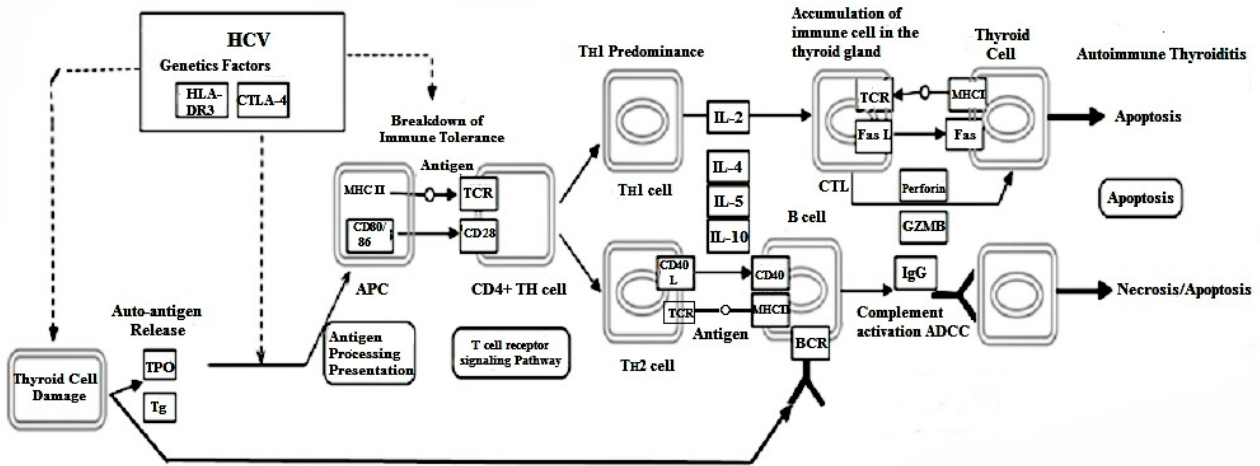 HCV
Genetics Factors
HLA-
DR3
CTLA-4
Breakdown of
Immune Tolerance
Antigen
MHC II
TCR
CD80/
86
CD28
APC
CD4+ TH cell
Antigen
Processing
Presentation
T cell receptor
signaling Pathway
Auto-antigen
Release
TPO
Tg
Thyroid Cell
Damage
TH1 Predominance
TH1 cell
IL-2
IL-4
IL-5
IL-10
CD40
L
TCR
TH2 cell
Antigen
B cell
CD40
MHCII
BCR
Accumulation of
immune cell in the
thyroid gland
TCR
Fas L
CTL
MHCI
Fas
Thyroid
Cell
Perforin
GZMB
IgG
Complement
activation ADCC
Autoimmune Thyroiditis
Apoptosis
Apoptosis
Necrosis/Apoptosis